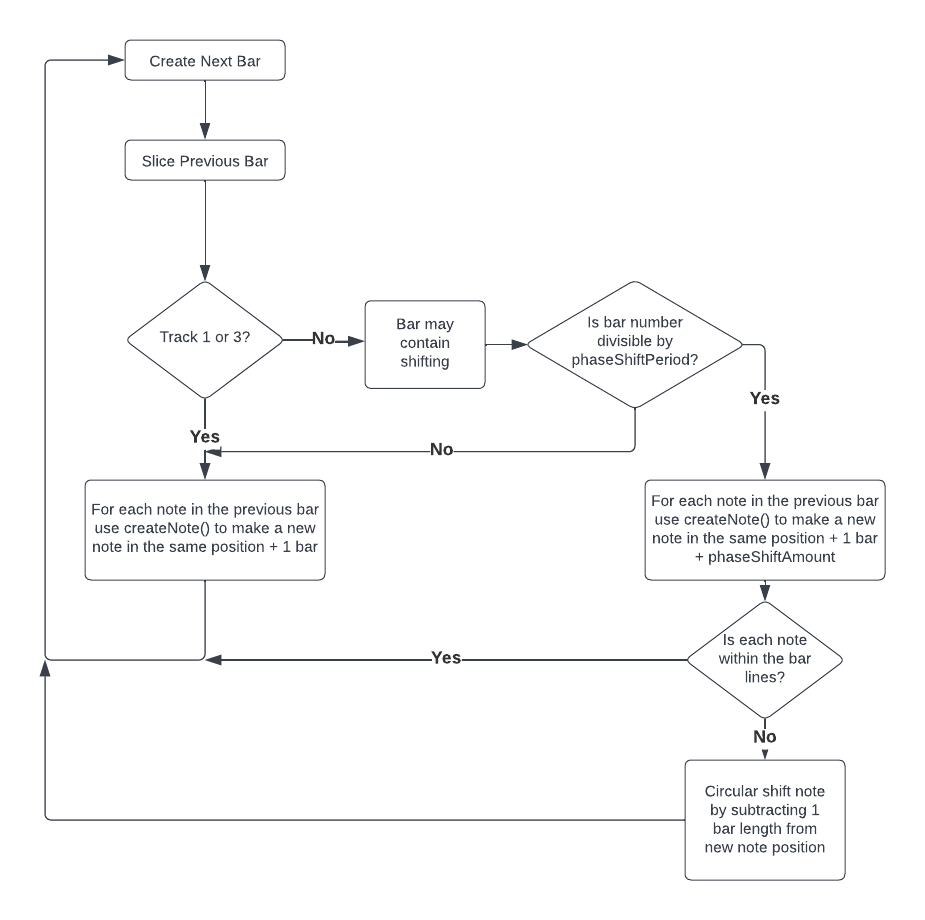 Create Next Bar
Slice Previous Bar
Track 1 or 3?
No
Bar may
contain
shifting
Is bar number
divisible by
phaseShiftPeriod?
Yes
Yes
No
For each note in the previous bar
use createNote() to make a new
note in the same position + 1 bar
For each note in the previous bar
use createNote() to make a new
note in the same position + 1 bar
+ phaseShiftAmount
Is each note
within the bar
lines?
Yes
No
Circular shift note
by subtracting 1
bar length from
new note position